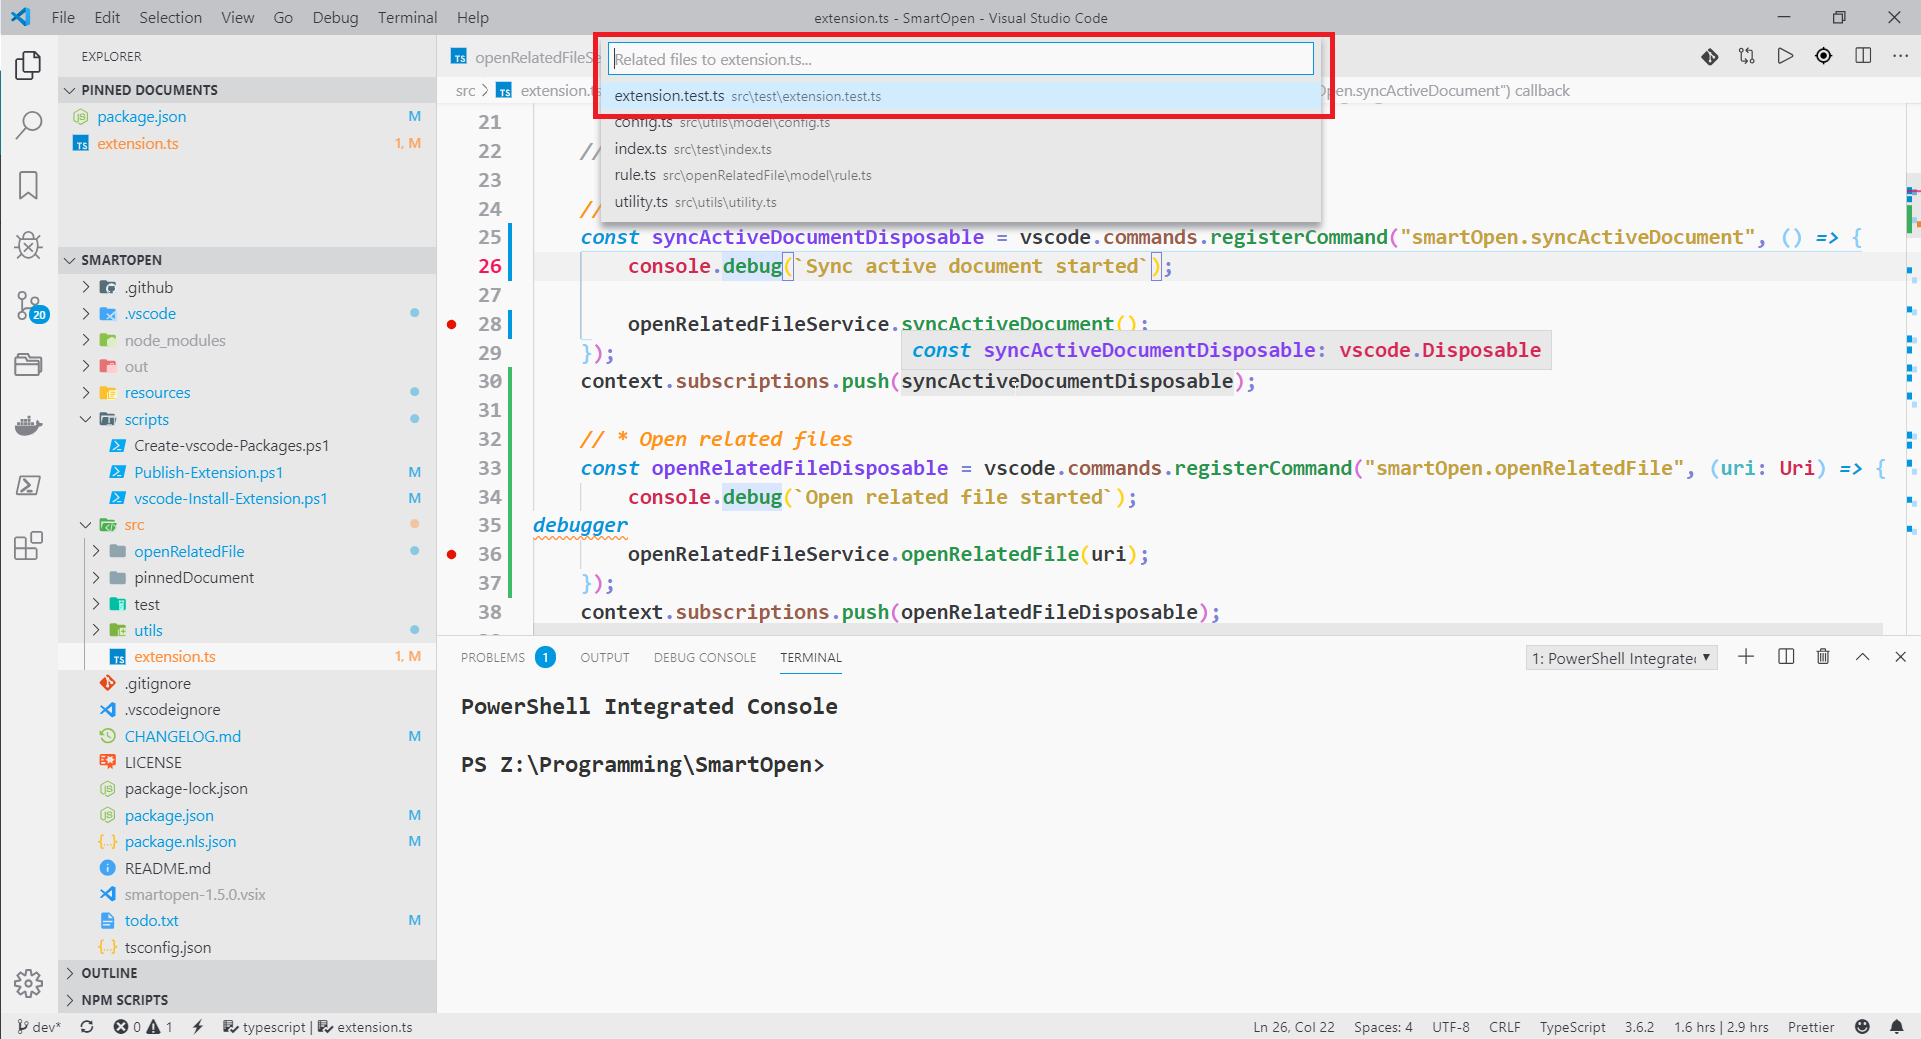 File Edit Selection View Go Debug Terminal Help
extension.ts - SmartOpen - Visual Studio Code
EXPLORER
PINNED DOCUMENTS
package.json M
TS extension.ts 1, M
SMARTOPEN
.github
.vscode
node_modules
out
resources
scripts
Create-vscode-Packages.ps1
Publish-Extension.ps1 M
vscode-Install-Extension.ps1 M
src
openRelatedFile
pinnedDocument
test
utils
TS extension.ts 1, M
.gitignore
.vscodeignore
CHANGELOG.md M
LICENSE
package-lock.json
package.json M
package.nls.json M
README.md
smartopen-1.5.0.vsix
todo.txt M
tsconfig.json
OUTLINE
NPM SCRIPTS
20
TS openRelatedFileSe
src > TS extension.ts
Open.syncActiveDocument") callback
Related files to extension.ts...
extension.test.ts src\test\extension.test.ts
config.ts src\utils\model\config.ts
index.ts src\test\index.ts
rule.ts src\openRelatedFile\model\rule.ts
utility.ts src\utils\utility.ts
21
22 //
23
24 //
25 const syncActiveDocumentDisposable = vscode.commands.registerCommand("smartOpen.syncActiveDocument", () => {
26 console.debug(`Sync active document started`);
27
28 openRelatedFileService.syncActiveDocument();
29 });
const syncActiveDocumentDisposable: vscode.Disposable
30 context.subscriptions.push(syncActiveDocumentDisposable);
31
32 // * Open related files
33 const openRelatedFileDisposable = vscode.commands.registerCommand("smartOpen.openRelatedFile", (uri: Uri) => {
34 console.debug(`Open related file started`);
35 debugger
36 openRelatedFileService.openRelatedFile(uri);
37 });
38 context.subscriptions.push(openRelatedFileDisposable);
PROBLEMS 1 OUTPUT DEBUG CONSOLE TERMINAL
1: PowerShell Integrate
PowerShell Integrated Console
PS Z:\Programming\SmartOpen>
dev* 0 1 typescript | extension.ts
Ln 26, Col 22 Spaces: 4 UTF-8 CRLF TypeScript 3.6.2 1.6 hrs | 2.9 hrs Prettier